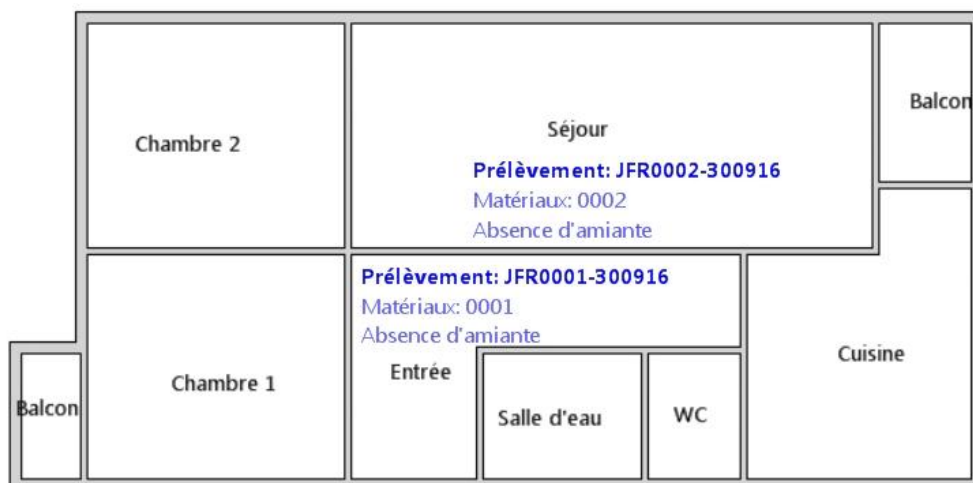 Chambre 2
Séjour
Balcon
Prélèvement: JFR0002-300916
Matériaux: 0002
Absence d'amiante
Prélèvement: JFR0001-300916
Matériaux: 0001
Absence d'amiante
Entrée
Cuisine
Chambre 1
Balcon
Salle d'eau
WC